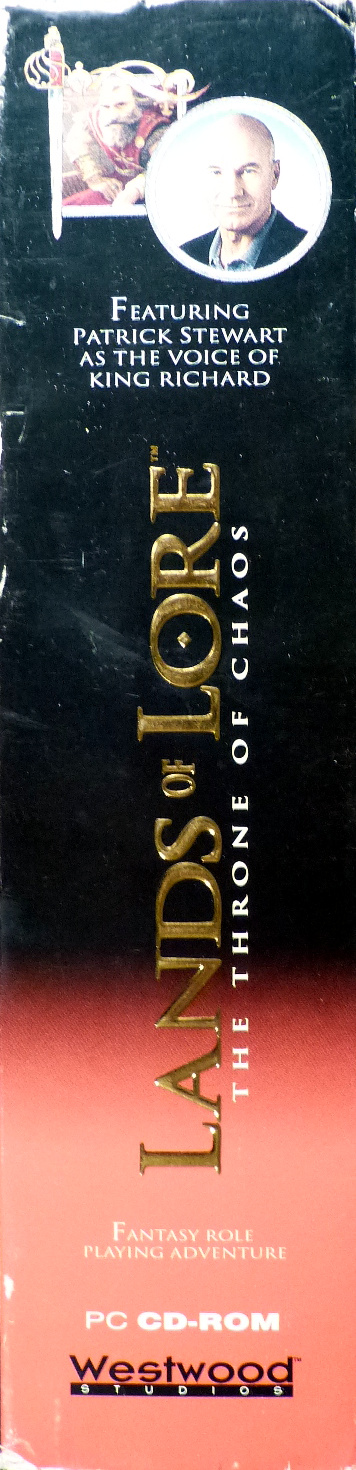 FEATURING
PATRICK STEWART
AS THE VOICE OF
KING RICHARD
LANDS OF LORE™
THE THRONE OF CHAOS
FANTASY ROLE
PLAYING ADVENTURE
PC CD-ROM
Westwood™
STUDIOS